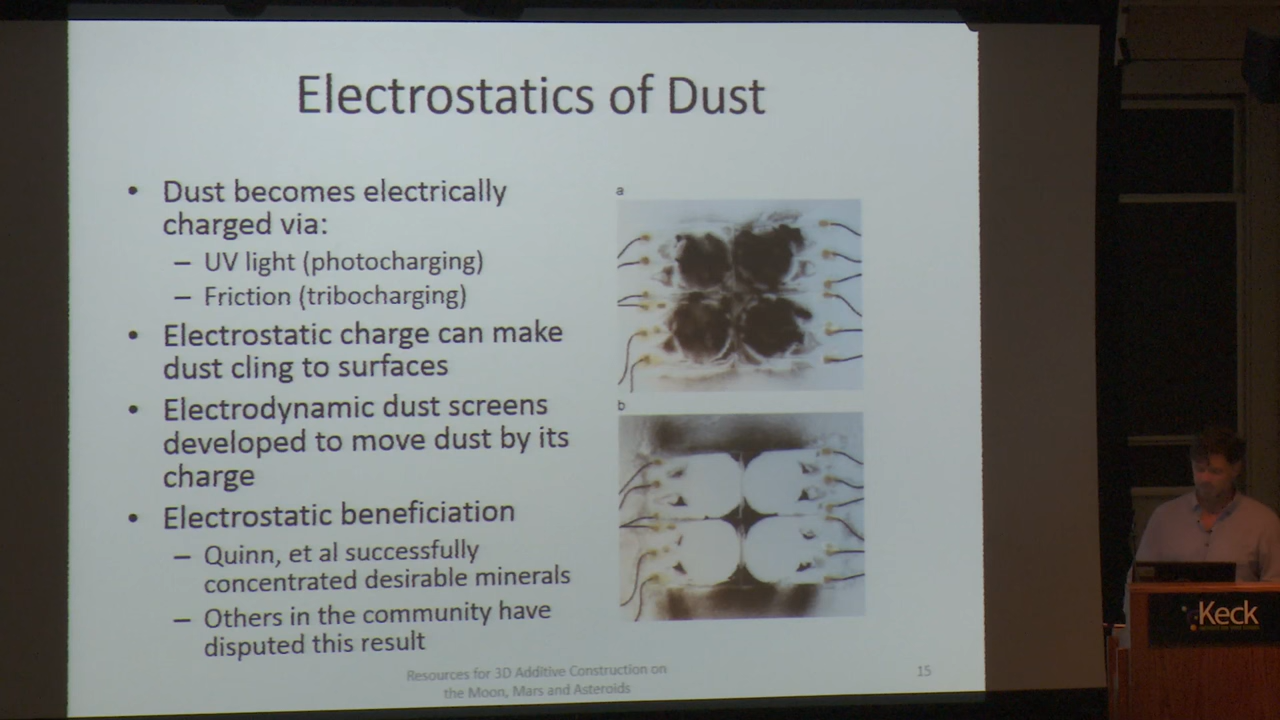 Electrostatics of Dust
• Dust becomes electrically
charged via:
– UV light (photocharging)
– Friction (tribocharging)
• Electrostatic charge can make
dust cling to surfaces
• Electrodynamic dust screens
developed to move dust by its
charge
• Electrostatic beneficiation
– Quinn, et al successfully
concentrated desirable minerals
– Others in the community have
disputed this result
a
b
Resources for 3D Additive Construction on
the Moon, Mars and Asteroids
15
Keck